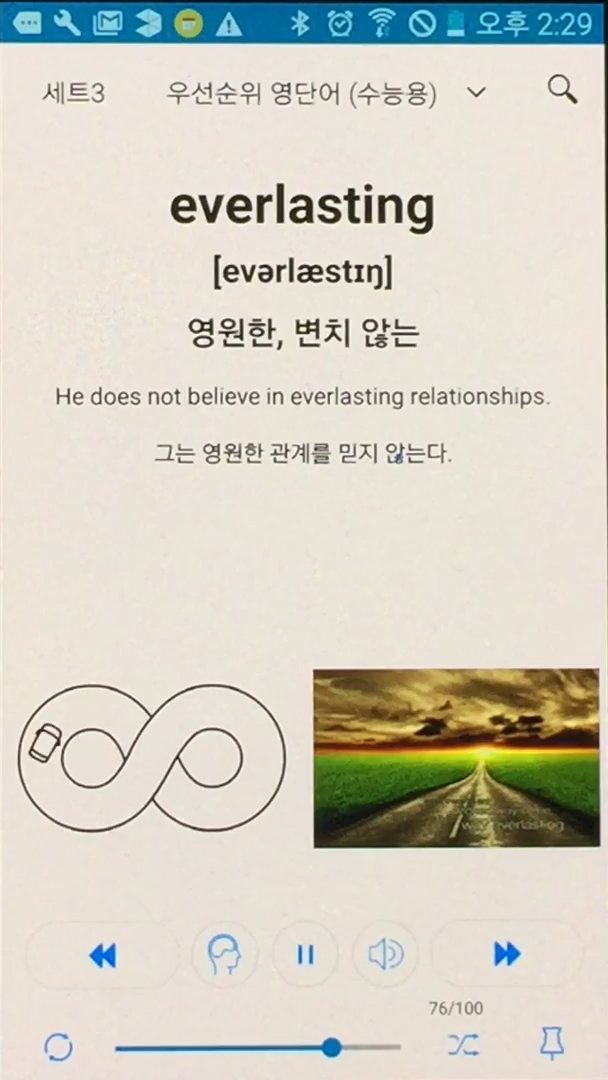 오후 2:29
세트3 우선순위 영단어 (수능용)
everlasting
[evərlæstɪŋ]
영원한, 변치 않는
He does not believe in everlasting relationships.
그는 영원한 관계를 믿지 않는다.
everlasting
76/100